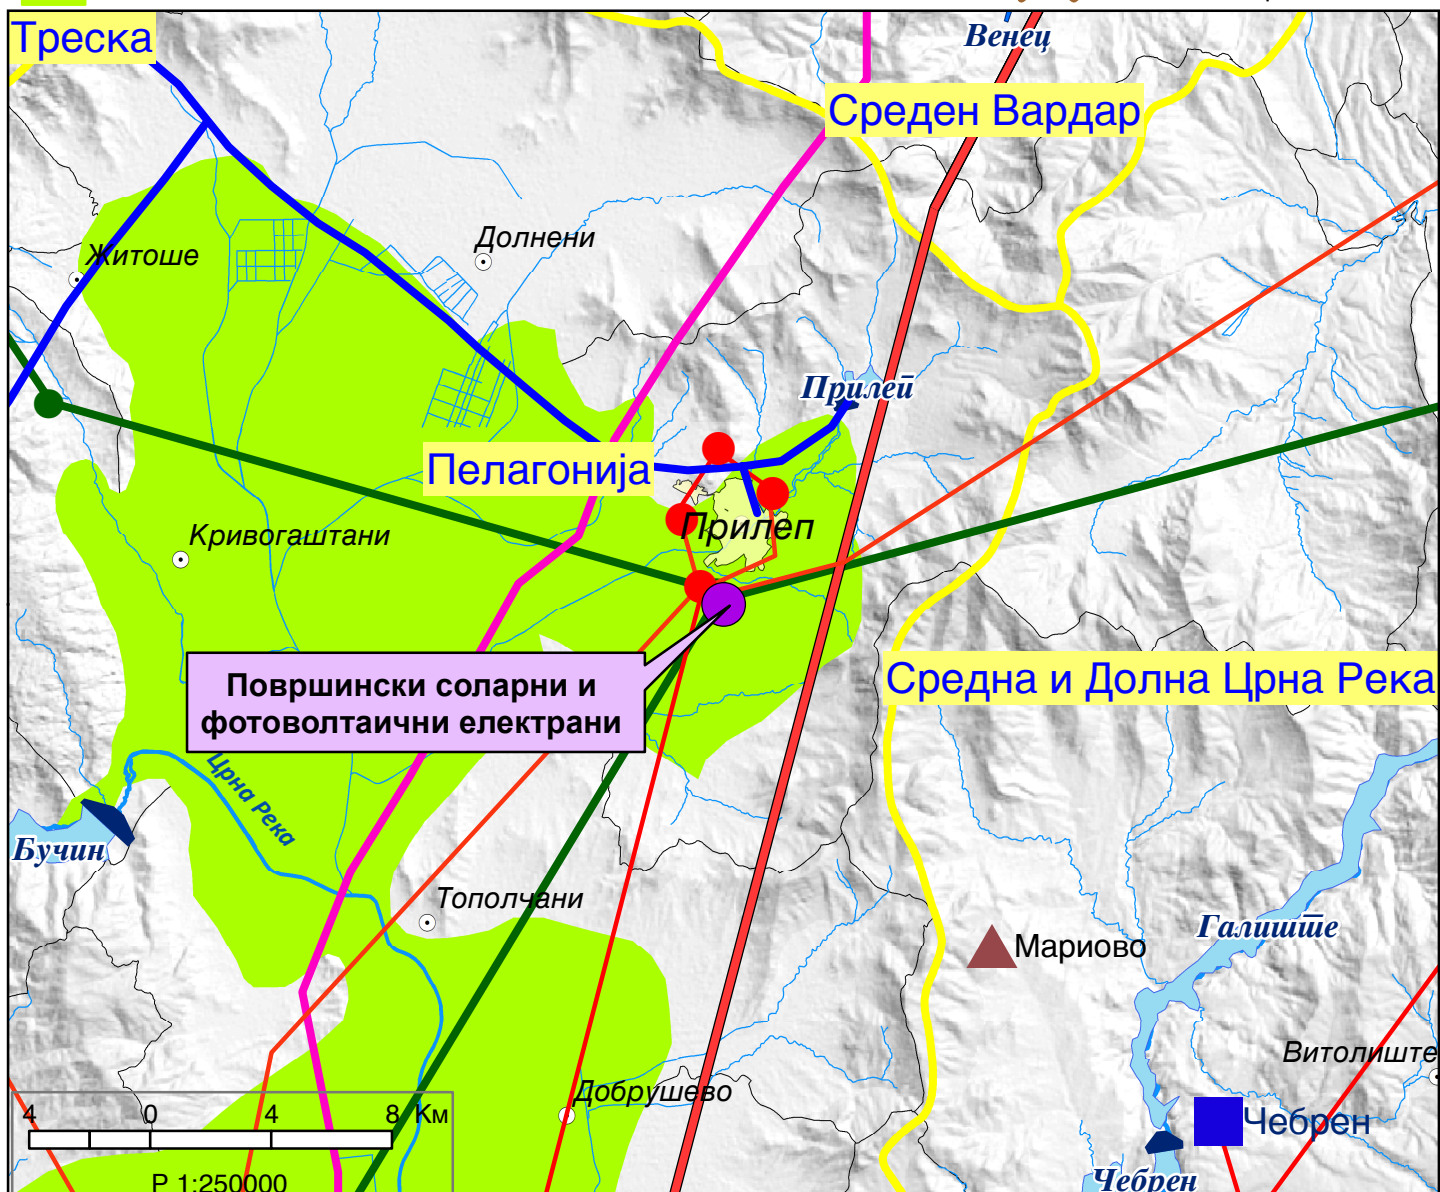 Треска
Венец
Среден Вардар
Долнени
Житоше
Прилеп
Пелагонија
Прилеп
Кривогаштани
Површински соларни и
фотоволтаични електрани
Средна и Долна Црна Река
Црна Река
Бучин
Тополчани
Галиште
Мариово
Витолиште
Добрушево
4 0 4 8 Км
Чебрен
Чебрен
Р 1:250000